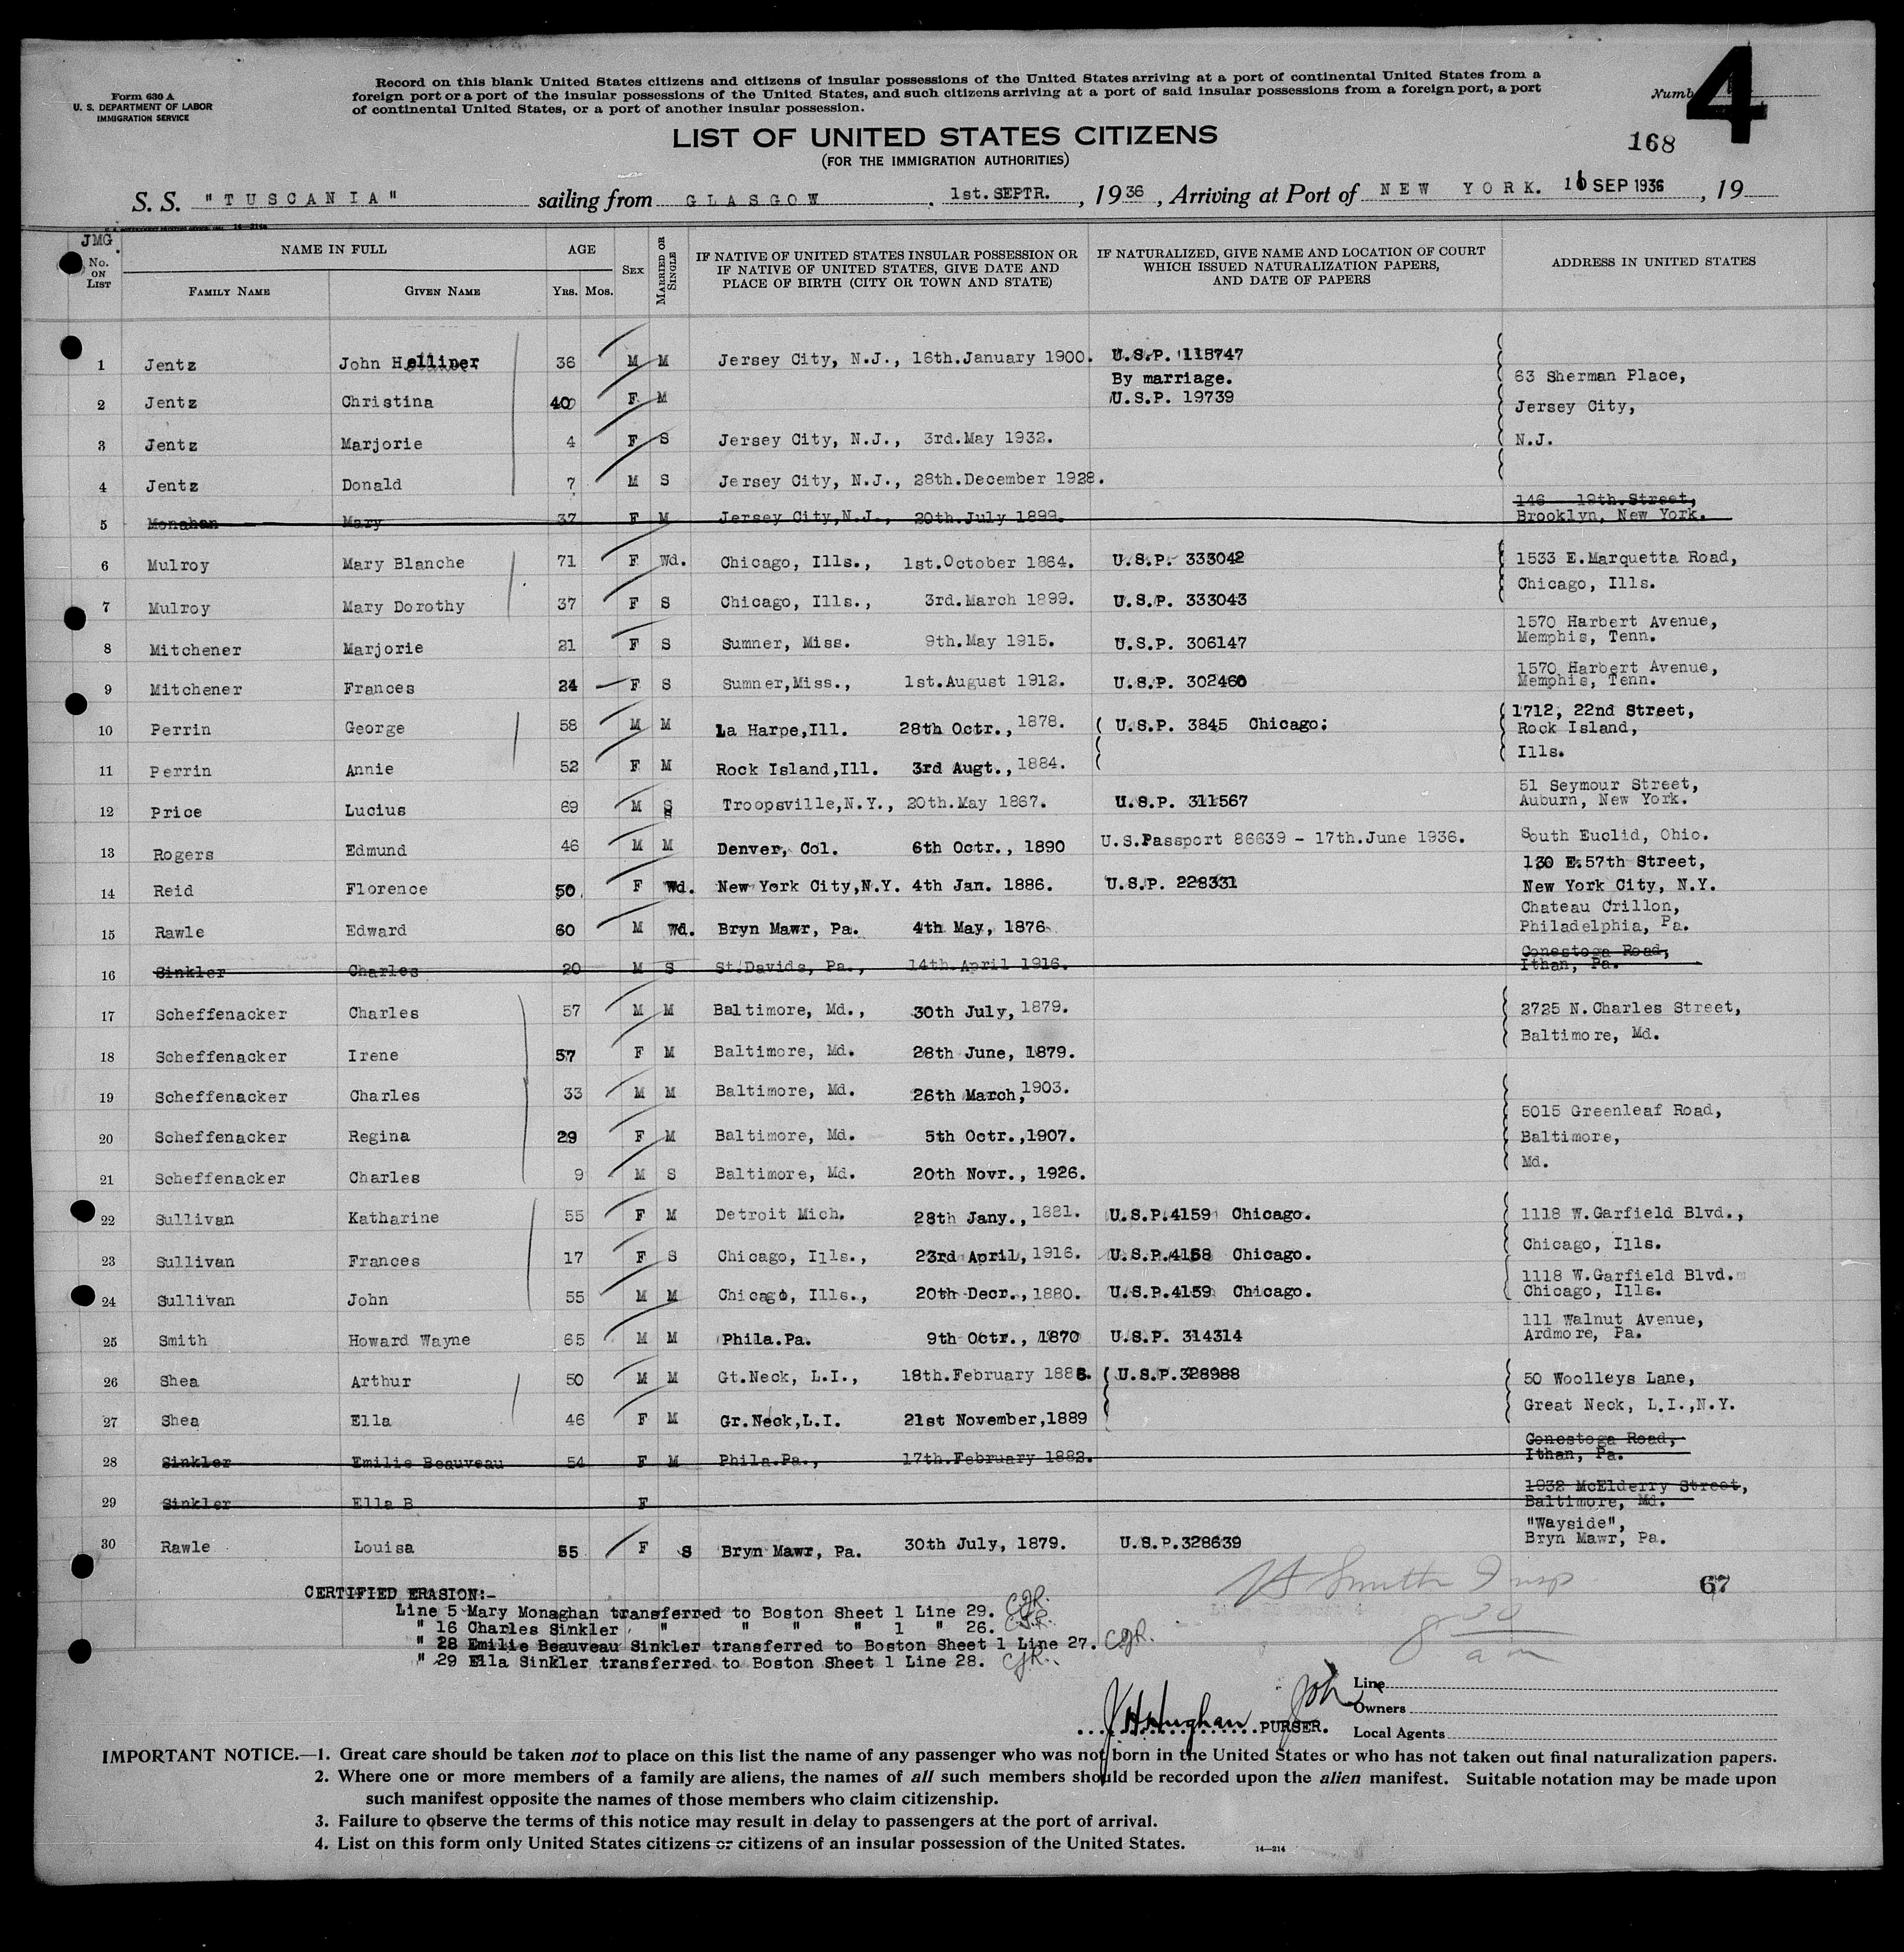 Form 630 A
U. S. DEPARTMENT OF LABOR
IMMIGRATION SERVICE
Record on this blank United States citizens and citizens of insular possessions of the United States arriving at a port of continental United States from a
foreign port or a port of the insular possessions of the United States, and such citizens arriving at a port of said insular possessions from a foreign port, a port
of continental United States, or a port of another insular possession.
4
168
LIST OF UNITED STATES CITIZENS
(FOR THE IMMIGRATION AUTHORITIES)
S. S. "TUSCANIA" sailing from GLASGOW . 1st. SEPTR. , 1936 , Arriving at Port of NEW YORK. 10 SEP 1936 , 19
JMG
No. ON LIST NAME IN FULL AGE SEX MARRIED OR SINGLE IF NATIVE OF UNITED STATES INSULAR POSSESSION OR IF NATIVE OF UNITED STATES, GIVE DATE AND PLACE OF BIRTH (CITY OR TOWN AND STATE) IF NATURALIZED, GIVE NAME AND LOCATION OF COURT WHICH ISSUED NATURALIZATION PAPERS, AND DATE OF PAPERS ADDRESS IN UNITED STATES
FAMILY NAME GIVEN NAME YRS. MOS.
1 Jentz John Helliner 36 M M Jersey City, N.J., 16th.January 1900. U.S.P. 115747
By marriage. 63 Sherman Place,
2 Jentz Christina 40 F M U.S.P. 19739 Jersey City,
3 Jentz Marjorie 4 F S Jersey City, N.J., 3rd.May 1932. N.J.
4 Jentz Donald 7 M S Jersey City, N.J., 28th.December 1928.
146 - 19th.Street,
5 Monahan Mary 37 F M Jersey City,N.J., 20th.July 1899. Brooklyn, New York.
6 Mulroy Mary Blanche 71 F Wd. Chicago, Ills., 1st.October 1864. U.S.P. 333042 1533 E.Marquetta Road,
Chicago, Ills.
7 Mulroy Mary Dorothy 37 F S Chicago, Ills., 3rd.March 1899. U.S.P. 333043
1570 Harbert Avenue,
8 Mitchener Marjorie 21 F S Sumner, Miss. 9th.May 1915. U.S.P. 306147 Memphis, Tenn.
1570 Harbert Avenue,
9 Mitchener Frances 24 F S Sumner,Miss., 1st.August 1912. U.S.P. 302460 Memphis, Tenn.
1712, 22nd Street,
10 Perrin George 58 M M La Harpe,Ill. 28th Octr., 1878. U.S.P. 3845 Chicago; Rock Island,
Ills.
11 Perrin Annie 52 F M Rock Island,Ill. 3rd Augt., 1884.
51 Seymour Street,
12 Price Lucius 69 M S Troopsville,N.Y., 20th.May 1867. U.S.P. 311567 Auburn, New York.
13 Rogers Edmund 46 M M Denver, Col. 6th Octr., 1890 U.S.Passport 86639 - 17th.June 1936. South Euclid, Ohio.
130 E.57th Street,
14 Reid Florence 50. F Wd. New York City,N.Y. 4th Jan. 1886. U.S.P. 228331 New York City, N.Y.
Chateau Crillon,
15 Rawle Edward 60 M Wd. Bryn Mawr, Pa. 4th May, 1876 Philadelphia, Pa.
Conestoga Road,
16 Sinkler Charles 20 M S St.Davids, Pa., 14th.April 1916. Ithan, Pa.
17 Scheffenacker Charles 57 M M Baltimore, Md., 30th July, 1879. 2725 N.Charles Street,
Baltimore, Md.
18 Scheffenacker Irene 57 F M Baltimore, Md. 28th June, 1879.
19 Scheffenacker Charles 33 M M Baltimore, Md. 26th March, 1903.
5015 Greenleaf Road,
20 Scheffenacker Regina 29 F M Baltimore, Md. 5th Octr.,1907. Baltimore,
Md.
21 Scheffenacker Charles 9 M S Baltimore, Md. 20th Novr., 1926.
22 Sullivan Katharine 55 F M Detroit Mich. 28th Jany., 1881. U.S.P.4159 Chicago. 1118 W.Garfield Blvd.,
Chicago, Ills.
23 Sullivan Frances 17 F S Chicago, Ills., 23rd April, 1916. U.S.P.4158 Chicago.
1118 W.Garfield Blvd.
24 Sullivan John 55 M M Chicago, Ills., 20th Decr., 1880. U.S.P.4159 Chicago. Chicago, Ills.
111 Walnut Avenue,
25 Smith Howard Wayne 65 M M Phila.Pa. 9th Octr., 1870 U.S.P. 314314 Ardmore, Pa.
26 Shea Arthur 50 M M Gt.Neck, L.I., 18th.February 1886. U.S.P.328988 50 Woolleys Lane,
Great Neck, L.I.,N.Y.
27 Shea Ella 46 F M Gr.Neck,L.I. 21st November,1889
Conestoga Road,
28 Sinkler Emilie Beauveau 54 F M Phila.Pa., 17th.February 1882. Ithan, Pa.
1932 McElderry Street,
29 Sinkler Ella B F Baltimore, Md.
"Wayside",
30 Rawle Louisa 55 F S Bryn Mawr, Pa. 30th July, 1879. U.S.P.328639 Bryn Mawr, Pa.
67
CERTIFIED ERASION:-
Line 5 Mary Monaghan transferred to Boston Sheet 1 Line 29. CJR.
" 16 Charles Sinkler " " " 1 " 26. CJR.
" 28 Emilie Beauveau Sinkler transferred to Boston Sheet 1 Line 27. CJR.
" 29 Ella Sinkler transferred to Boston Sheet 1 Line 28. CJR.
H Smith Insp
8 30
a m
PURSER.
Line
Owners
Local Agents
IMPORTANT NOTICE.—1. Great care should be taken not to place on this list the name of any passenger who was not born in the United States or who has not taken out final naturalization papers.
2. Where one or more members of a family are aliens, the names of all such members should be recorded upon the alien manifest. Suitable notation may be made upon
such manifest opposite the names of those members who claim citizenship.
3. Failure to observe the terms of this notice may result in delay to passengers at the port of arrival.
4. List on this form only United States citizens or citizens of an insular possession of the United States.
14—214